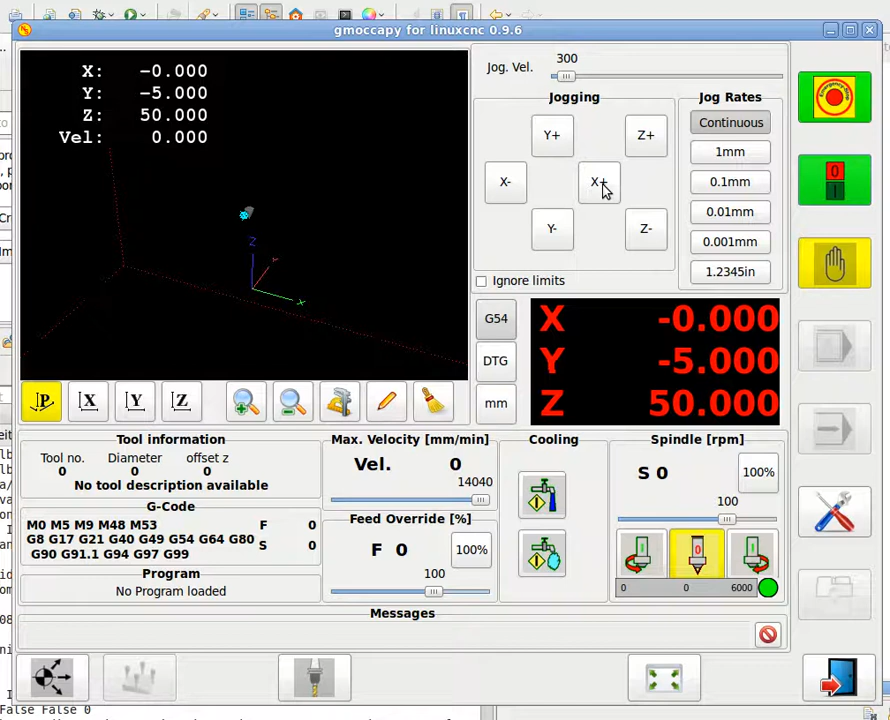 gmoccapy for linuxcnc 0.9.6
X: -0.000
Y: -5.000
Z: 50.000
Vel: 0.000
Z
Y
X
P
X
Y
Z
300
Jog. Vel.
Jogging
Y+
Z+
X-
X+
Y-
Z-
Ignore limits
Jog Rates
Continuous
1mm
0.1mm
0.01mm
0.001mm
1.2345in
G54
DTG
mm
X -0.000
Y -5.000
Z 50.000
Tool information
Tool no. Diameter offset z
0 0 0
No tool description available
G-Code
M0 M5 M9 M48 M53
G8 G17 G21 G40 G49 G54 G64 G80
G90 G91.1 G94 G97 G99
F 0
S 0
Program
No Program loaded
Max. Velocity [mm/min]
Vel. 0
14040
Feed Override [%]
F 0
100%
100
Cooling
Spindle [rpm]
S 0
100%
100
0 0 6000
Messages
0
I
False False 0